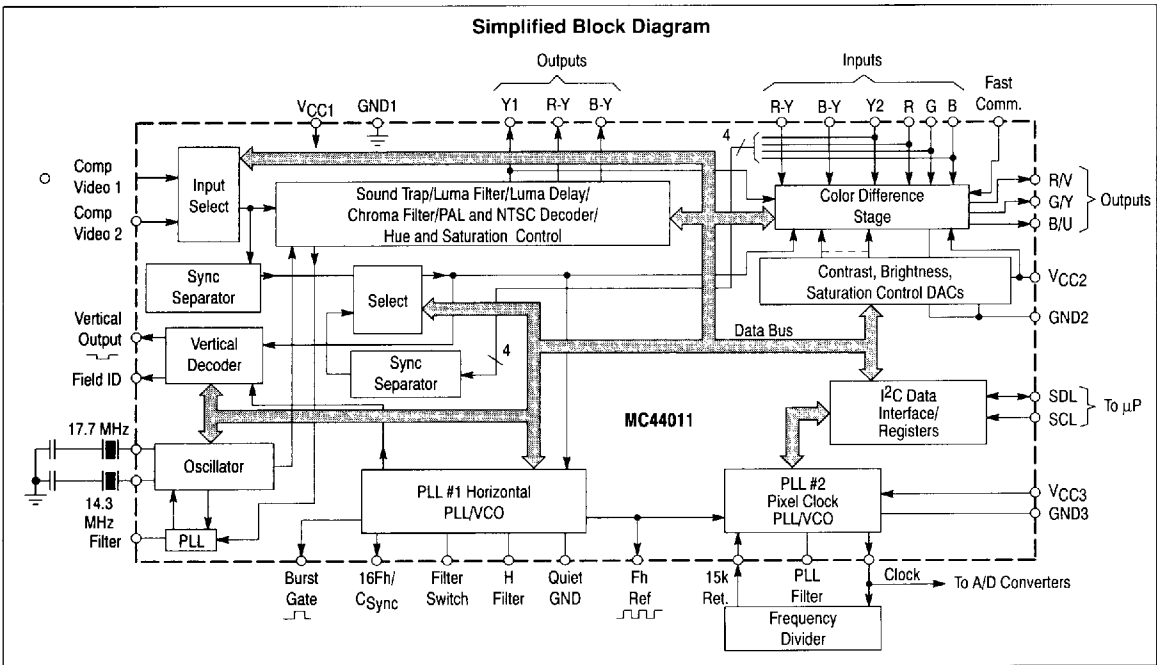 Simplified Block Diagram
Outputs
Inputs
VCC1
GND1
Y1
R-Y
B-Y
R-Y
B-Y
Y2
R
G
B
Fast
Comm.
4
Comp
Video 1
Comp
Video 2
Input
Select
Sound Trap/Luma Filter/Luma Delay/
Chroma Filter/PAL and NTSC Decoder/
Hue and Saturation Control
Color Difference
Stage
R/V
G/Y
B/U
Outputs
Sync
Separator
Select
Contrast, Brightness,
Saturation Control DACs
VCC2
GND2
Vertical
Output
Field ID
Vertical
Decoder
Sync
Separator
4
Data Bus
I2C Data
Interface/
Registers
SDL
SCL
To μP
MC44011
17.7 MHz
14.3
MHz
Filter
Oscillator
PLL
PLL #1 Horizontal
PLL/VCO
PLL #2
Pixel Clock
PLL/VCO
VCC3
GND3
Burst
Gate
16Fh/
CSync
Filter
Switch
H
Filter
Quiet
GND
Fh
Ref
15k
Ret.
PLL
Filter
Clock
To A/D Converters
Frequency
Divider